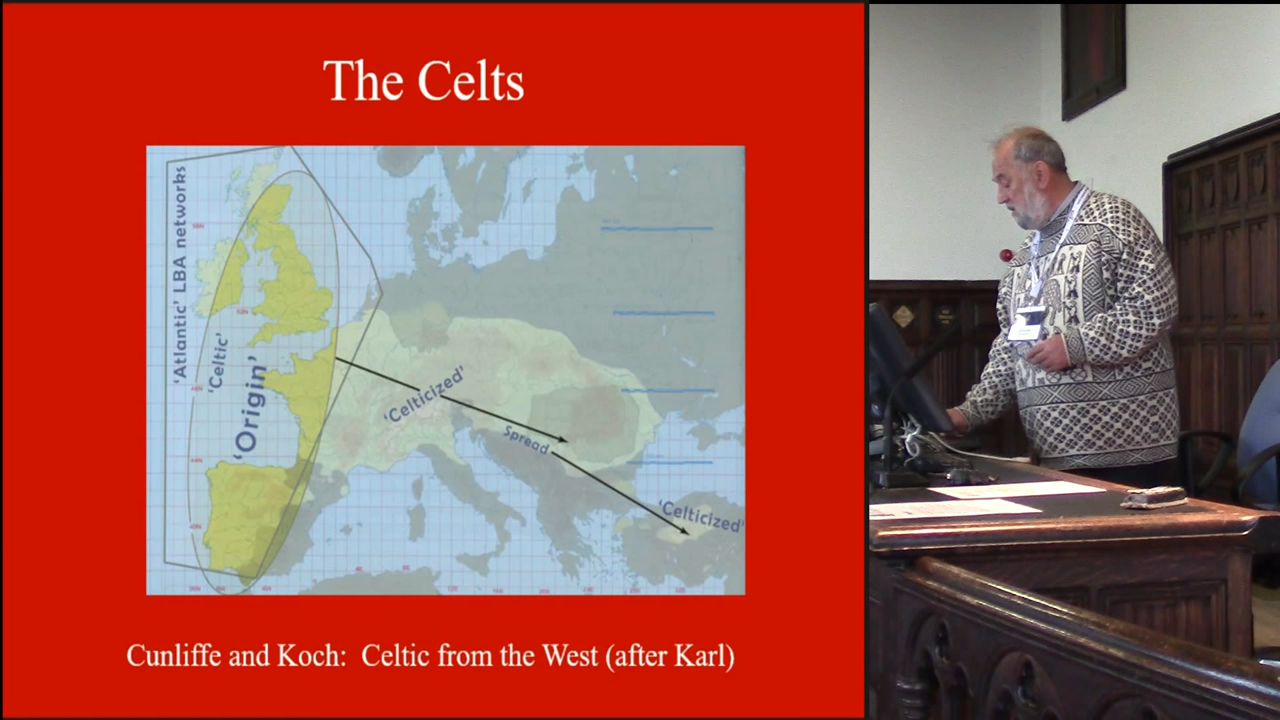 The Celts
'Atlantic' LBA networks
'Celtic'
'Origin'
'Celticized'
Spread
'Celticized'
Cunliffe and Koch: Celtic from the West (after Karl)